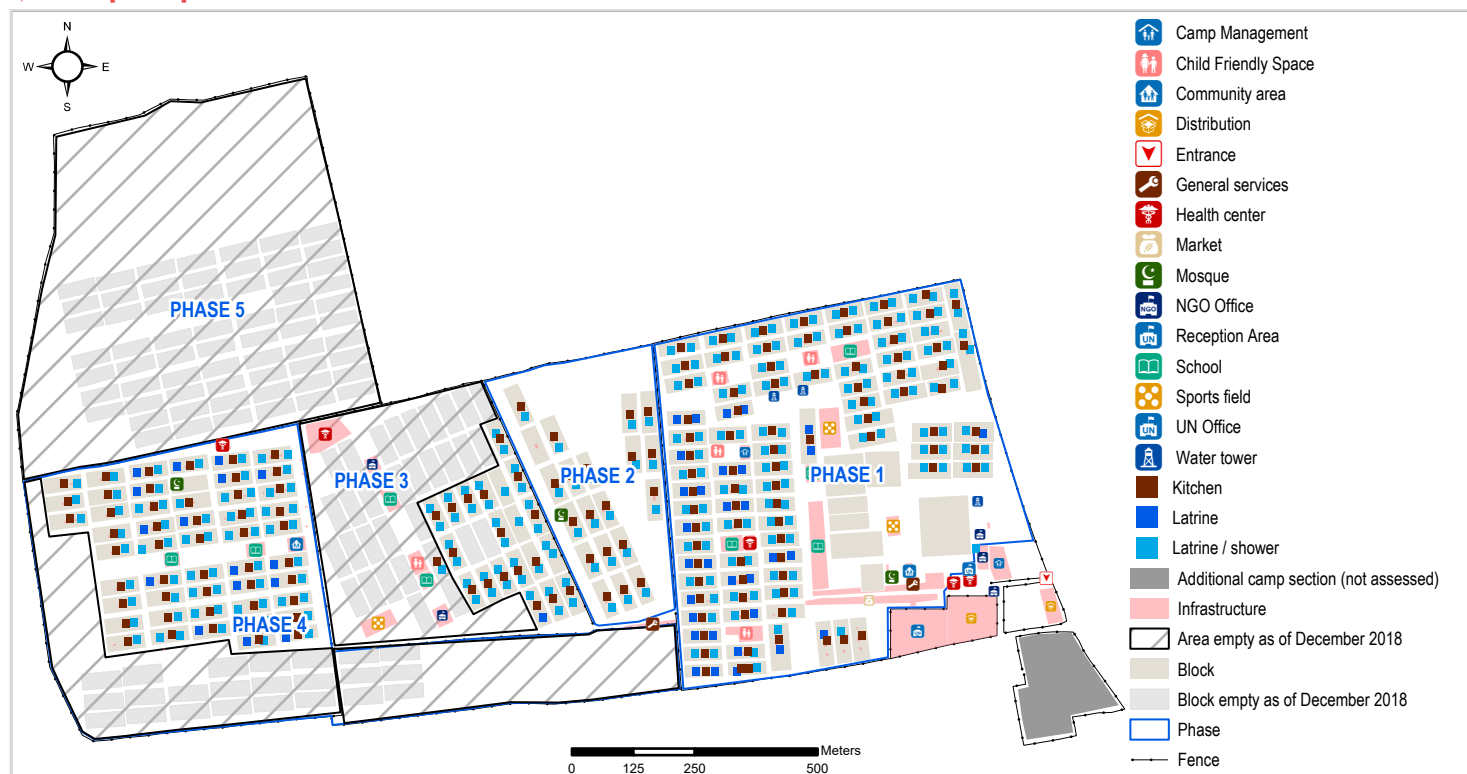 N
W E
S
PHASE 5
PHASE 3
PHASE 2
PHASE 1
PHASE 4
Camp Management
Child Friendly Space
Community area
Distribution
Entrance
General services
Health center
Market
Mosque
NGO
NGO Office
UN
Reception Area
School
Sports field
UN
UN Office
Water tower
Kitchen
Latrine
Latrine / shower
Additional camp section (not assessed)
Infrastructure
Area empty as of December 2018
Block
Block empty as of December 2018
Phase
Fence
Meters
0 125 250 500